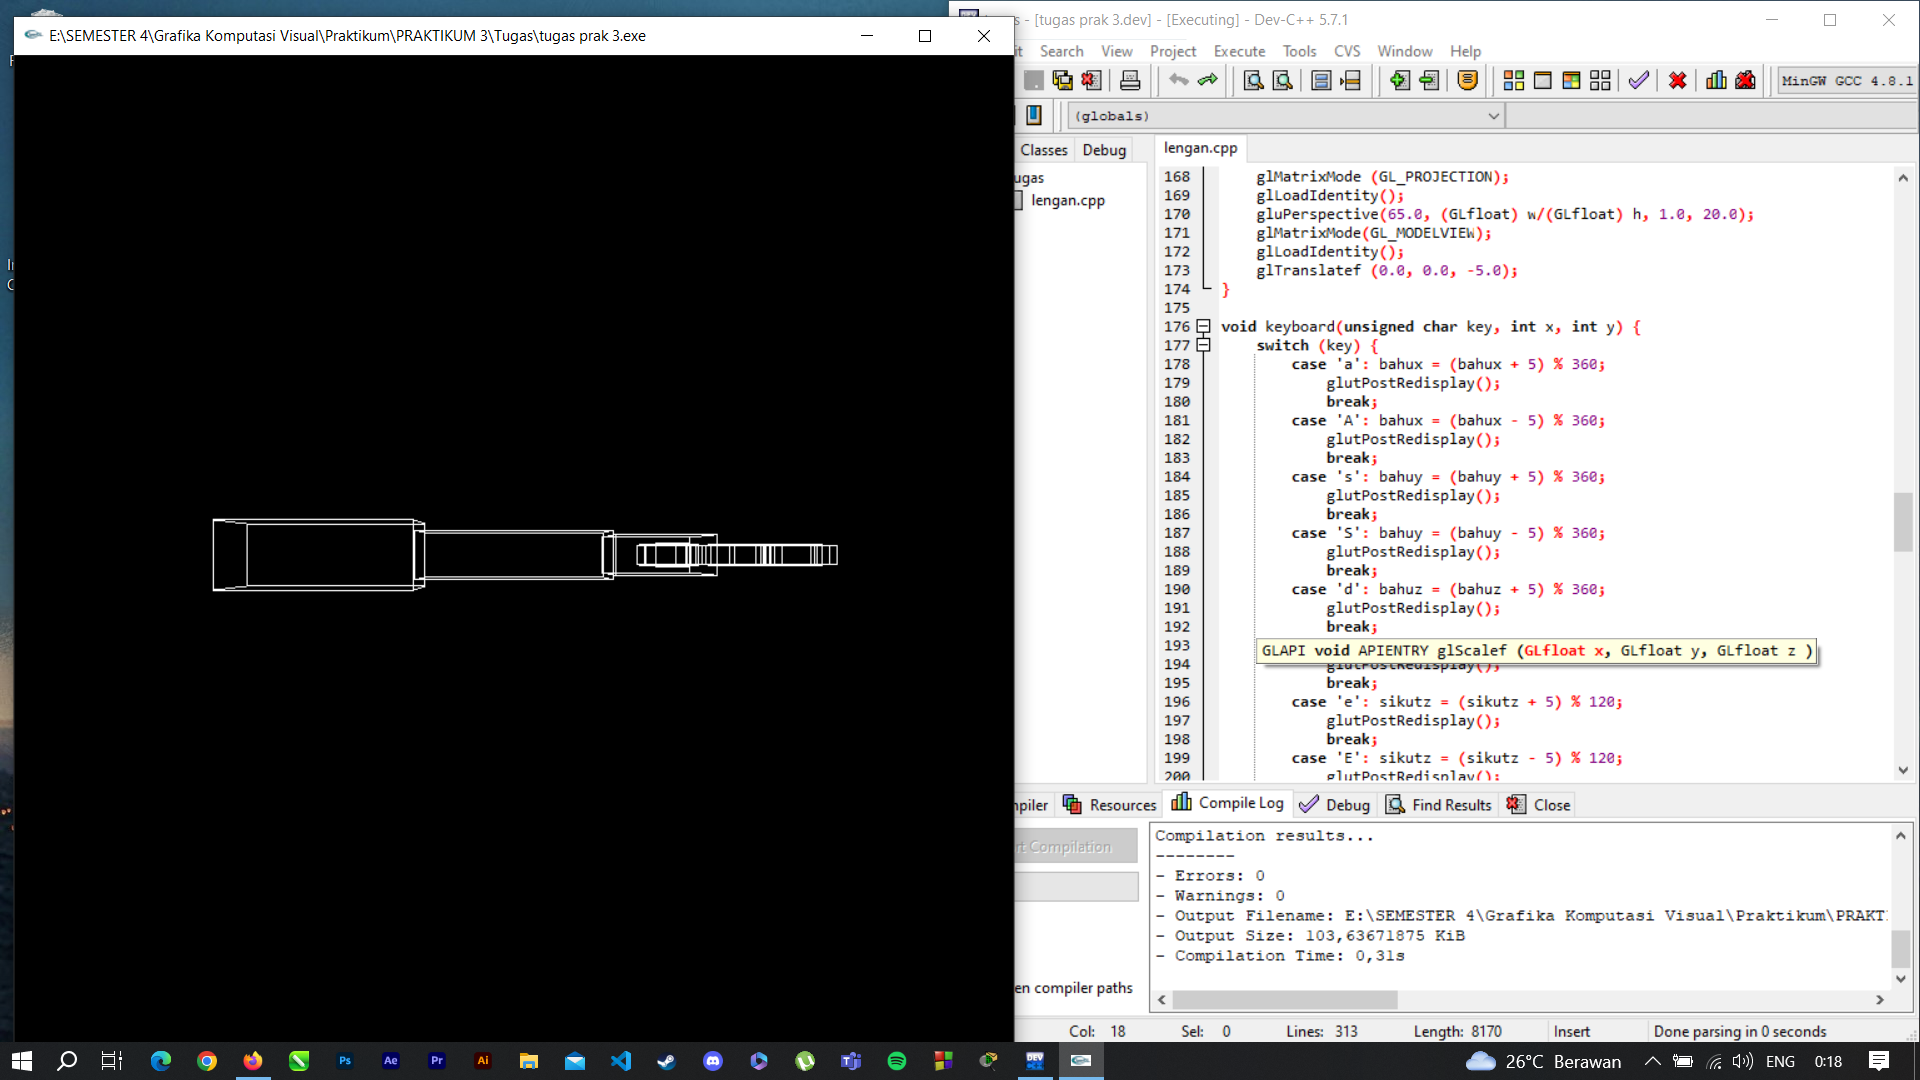 E:\SEMESTER 4\Grafika Komputasi Visual\Praktikum\PRAKTIKUM 3\Tugas\tugas prak 3.exe
- [tugas prak 3.dev] - [Executing] - Dev-C++ 5.7.1
Search View Project Execute Tools CVS Window Help
MinGW GCC 4.8.1
(globals)
Classes Debug
lengan.cpp
ugas
lengan.cpp
168 glMatrixMode (GL_PROJECTION);
169 glLoadIdentity();
170 gluPerspective(65.0, (GLfloat) w/(GLfloat) h, 1.0, 20.0);
171 glMatrixMode(GL_MODELVIEW);
172 glLoadIdentity();
173 glTranslatef (0.0, 0.0, -5.0);
174 }
175
176 void keyboard(unsigned char key, int x, int y) {
177 switch (key) {
178 case 'a': bahux = (bahux + 5) % 360;
179 glutPostRedisplay();
180 break;
181 case 'A': bahux = (bahux - 5) % 360;
182 glutPostRedisplay();
183 break;
184 case 's': bahuy = (bahuy + 5) % 360;
185 glutPostRedisplay();
186 break;
187 case 'S': bahuy = (bahuy - 5) % 360;
188 glutPostRedisplay();
189 break;
190 case 'd': bahuz = (bahuz + 5) % 360;
191 glutPostRedisplay();
192 break;
193
GLAPI void APIENTRY glScalef (GLfloat x, GLfloat y, GLfloat z )
194 glutPostRedisplay();
195 break;
196 case 'e': sikutz = (sikutz + 5) % 120;
197 glutPostRedisplay();
198 break;
199 case 'E': sikutz = (sikutz - 5) % 120;
200 glutPostRedisplay();
mpiler Resources Compile Log Debug Find Results Close
rt Compilation
en compiler paths
Compilation results...
--------
- Errors: 0
- Warnings: 0
- Output Filename: E:\SEMESTER 4\Grafika Komputasi Visual\Praktikum\PRAKT
- Output Size: 103,63671875 KiB
- Compilation Time: 0,31s
Col: 18 Sel: 0 Lines: 313 Length: 8170 Insert Done parsing in 0 seconds
Ps Ae Pr Ai DEV
26°C Berawan ENG 0:18